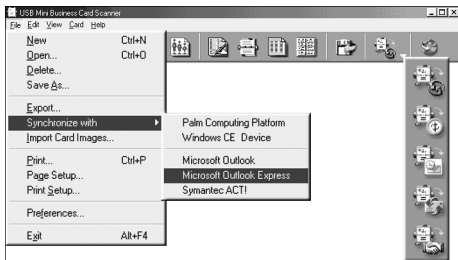 USB Mini Business Card Scanner
File Edit View Card Help
New Ctrl+N
Open... Ctrl+O
Delete...
Save As...
Export...
Synchronize with
Import Card Images...
Print... Ctrl+P
Page Setup...
Print Setup...
Preferences...
Exit Alt+F4
Palm Computing Platform
Windows CE Device
Microsoft Outlook
Microsoft Outlook Express
Symantec ACT!